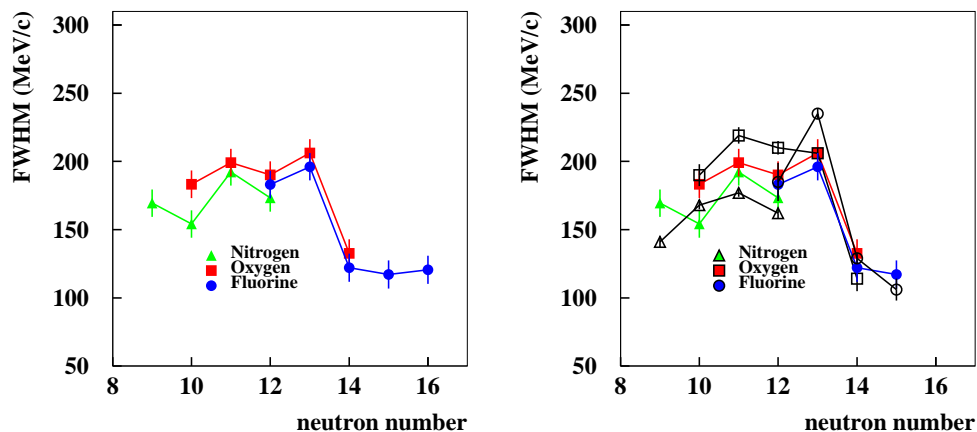 FWHM (MeV/c)
300
250
200
150
100
50
8
10
12
14
16
neutron number
Nitrogen
Oxygen
Fluorine
FWHM (MeV/c)
300
250
200
150
100
50
8
10
12
14
16
neutron number
Nitrogen
Oxygen
Fluorine